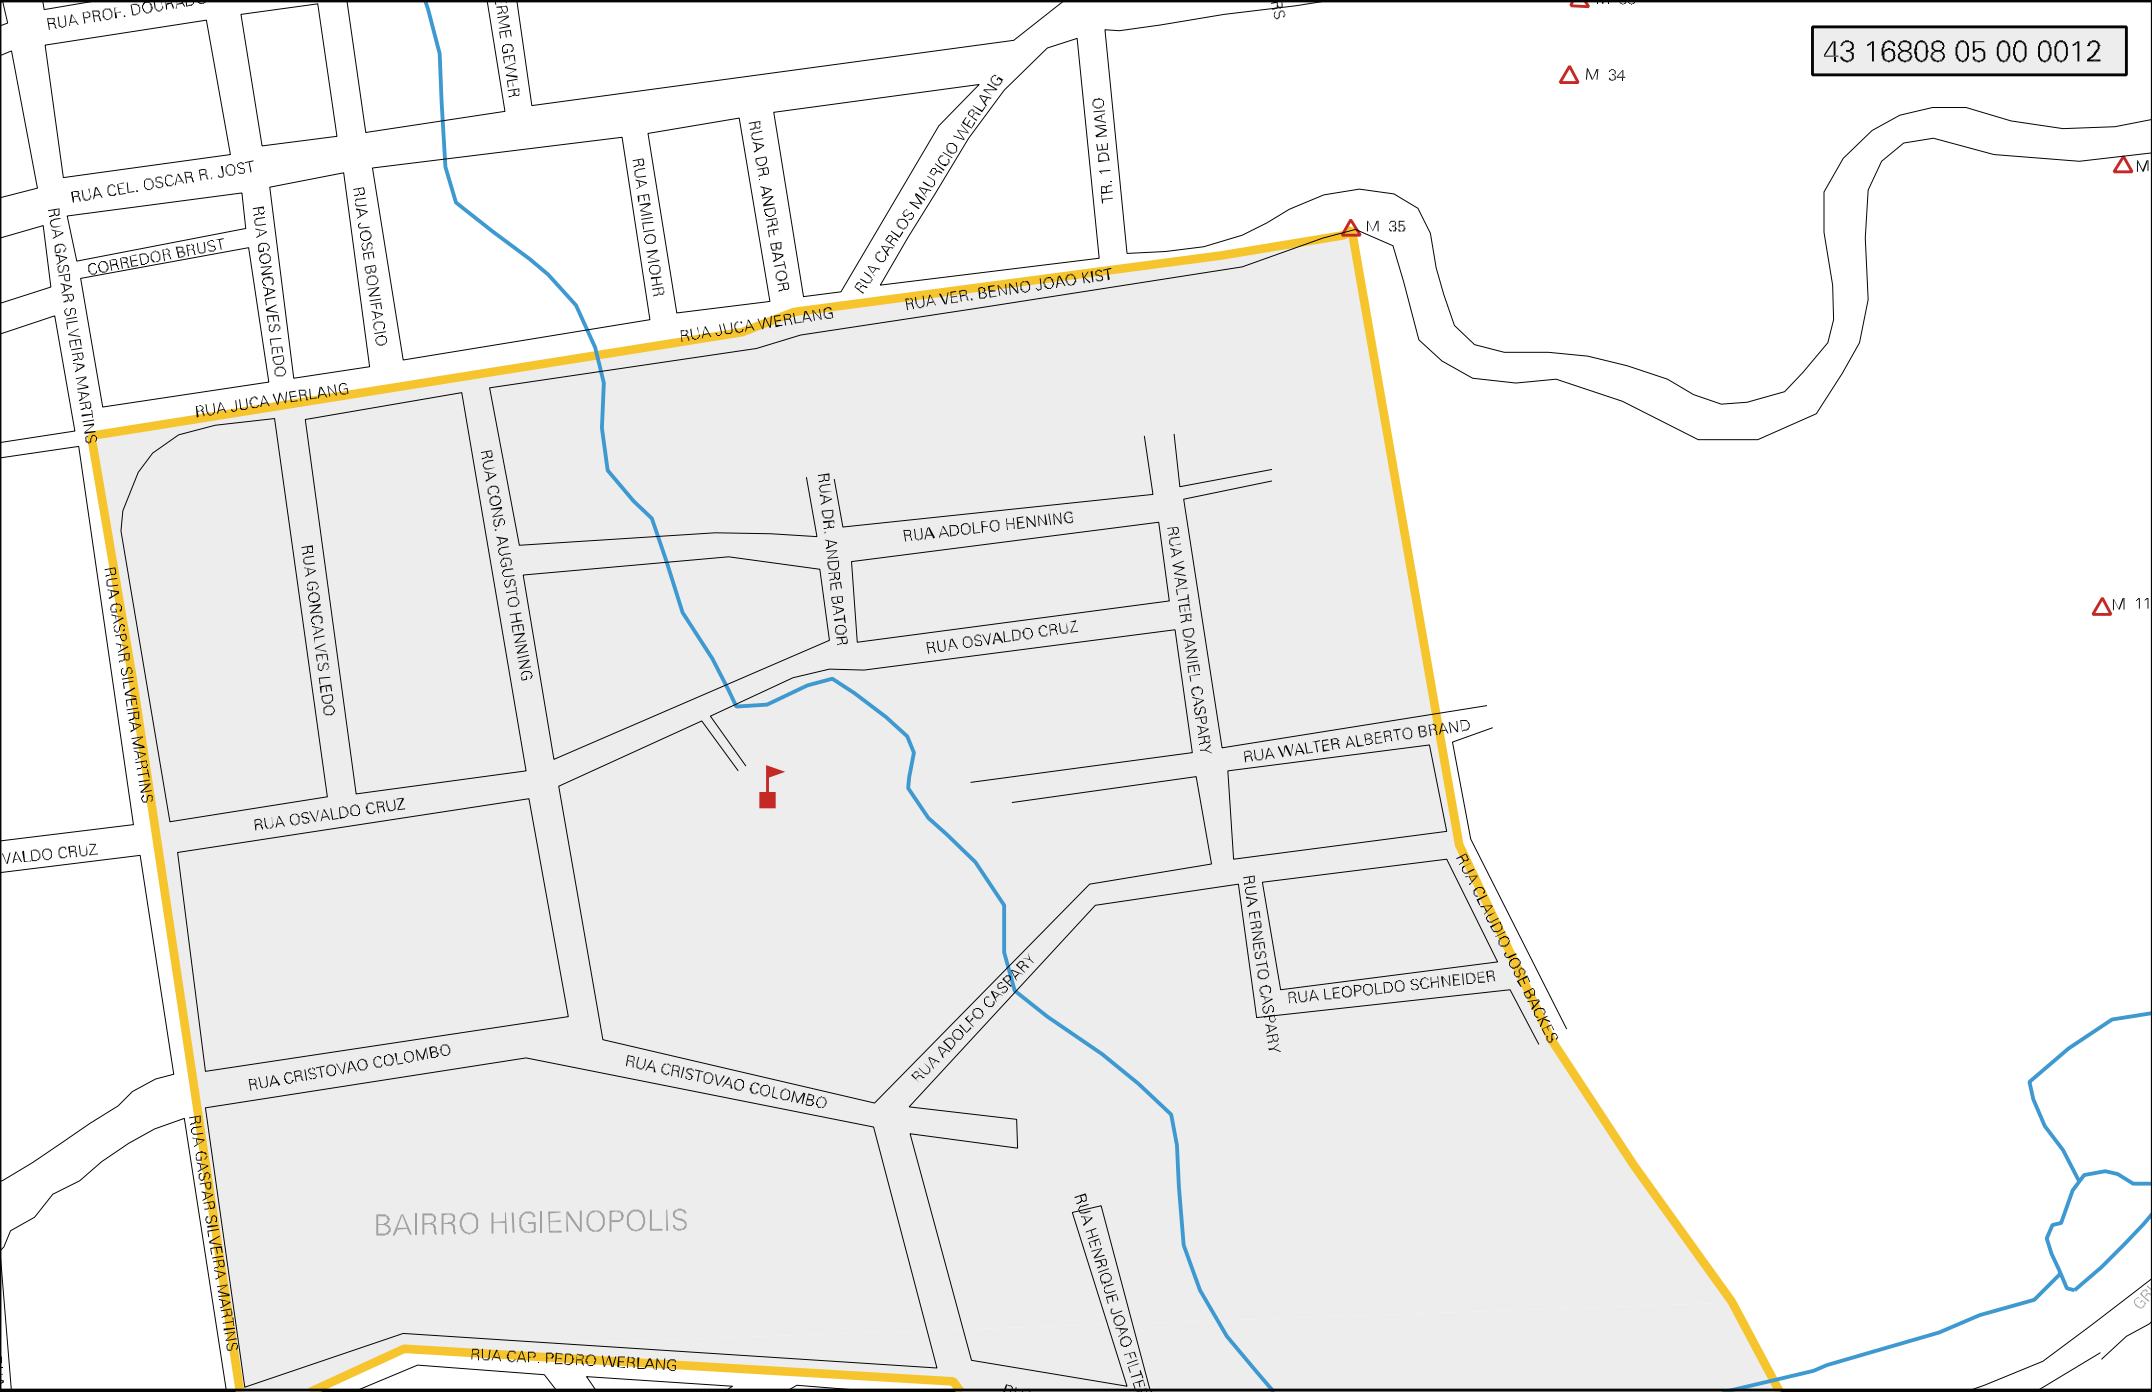 RUA PROF. DOURADO
43 16808 05 00 0012
M 34
RUA CEL. OSCAR R. JOST
CORREDOR BRUST
RUA GASPAR SILVEIRA MARTINS
RUA GONCALVES LEDO
RUA JOSE BONIFACIO
RUA EMILIO MOHR
RUA DR. ANDRE BATOR
RUA CARLOS MAURICIO WERLANG
TR. 1 DE MAIO
M 35
RUA VER. BENNO JOAO KIST
RUA JUCA WERLANG
RUA JUCA WERLANG
RUA CONS. AUGUSTO HENNING
RUA DR. ANDRE BATOR
RUA ADOLFO HENNING
RUA GONCALVES LEDO
RUA GASPAR SILVEIRA MARTINS
RUA WALTER DANIEL CASPARY
M 11
RUA OSVALDO CRUZ
RUA WALTER ALBERTO BRAND
RUA OSVALDO CRUZ
VALDO CRUZ
RUA CLAUDIO JOSE BACKES
RUA ERNESTO CASPARY
RUA LEOPOLDO SCHNEIDER
RUA ADOLFO CASPARY
RUA CRISTOVAO COLOMBO
RUA CRISTOVAO COLOMBO
RUA GASPAR SILVEIRA MARTINS
BAIRRO HIGIENOPOLIS
RUA HENRIQUE JOAO FILTE
RUA CAP. PEDRO WERLANG